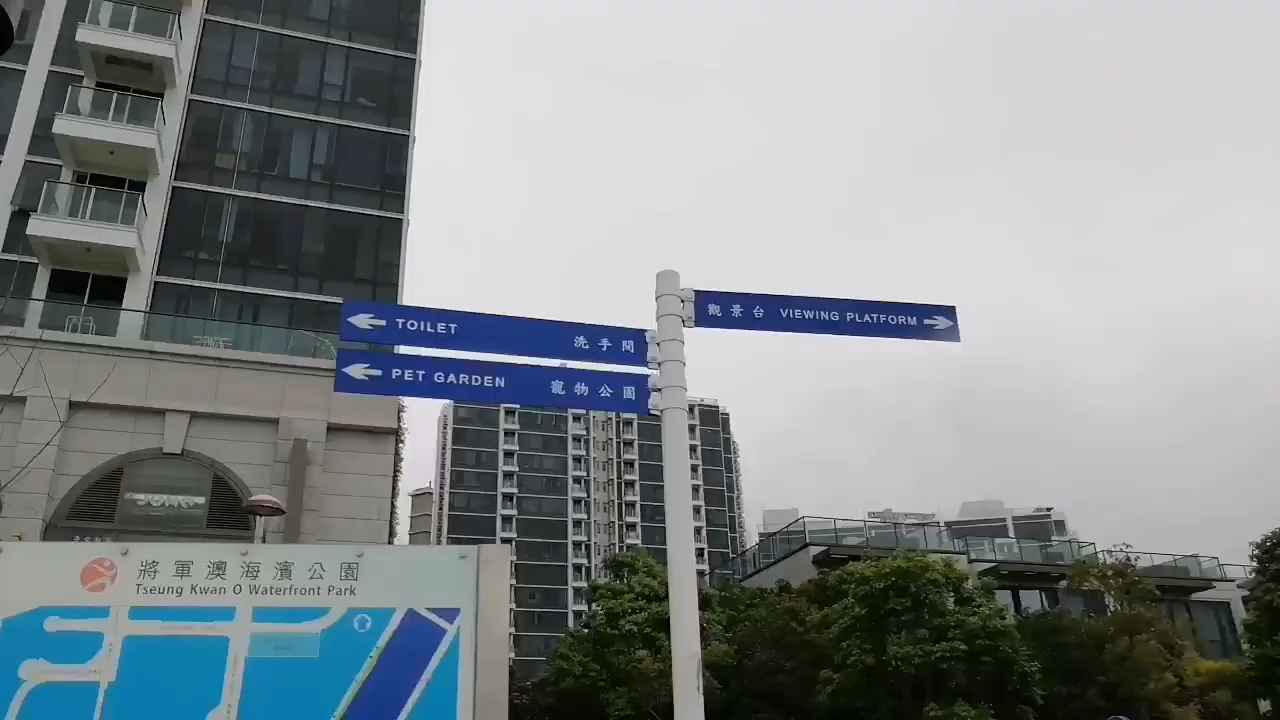 TOILET 洗手間
PET GARDEN 寵物公園
觀景台 VIEWING PLATFORM
將軍澳海濱公園
Tseung Kwan O Waterfront Park